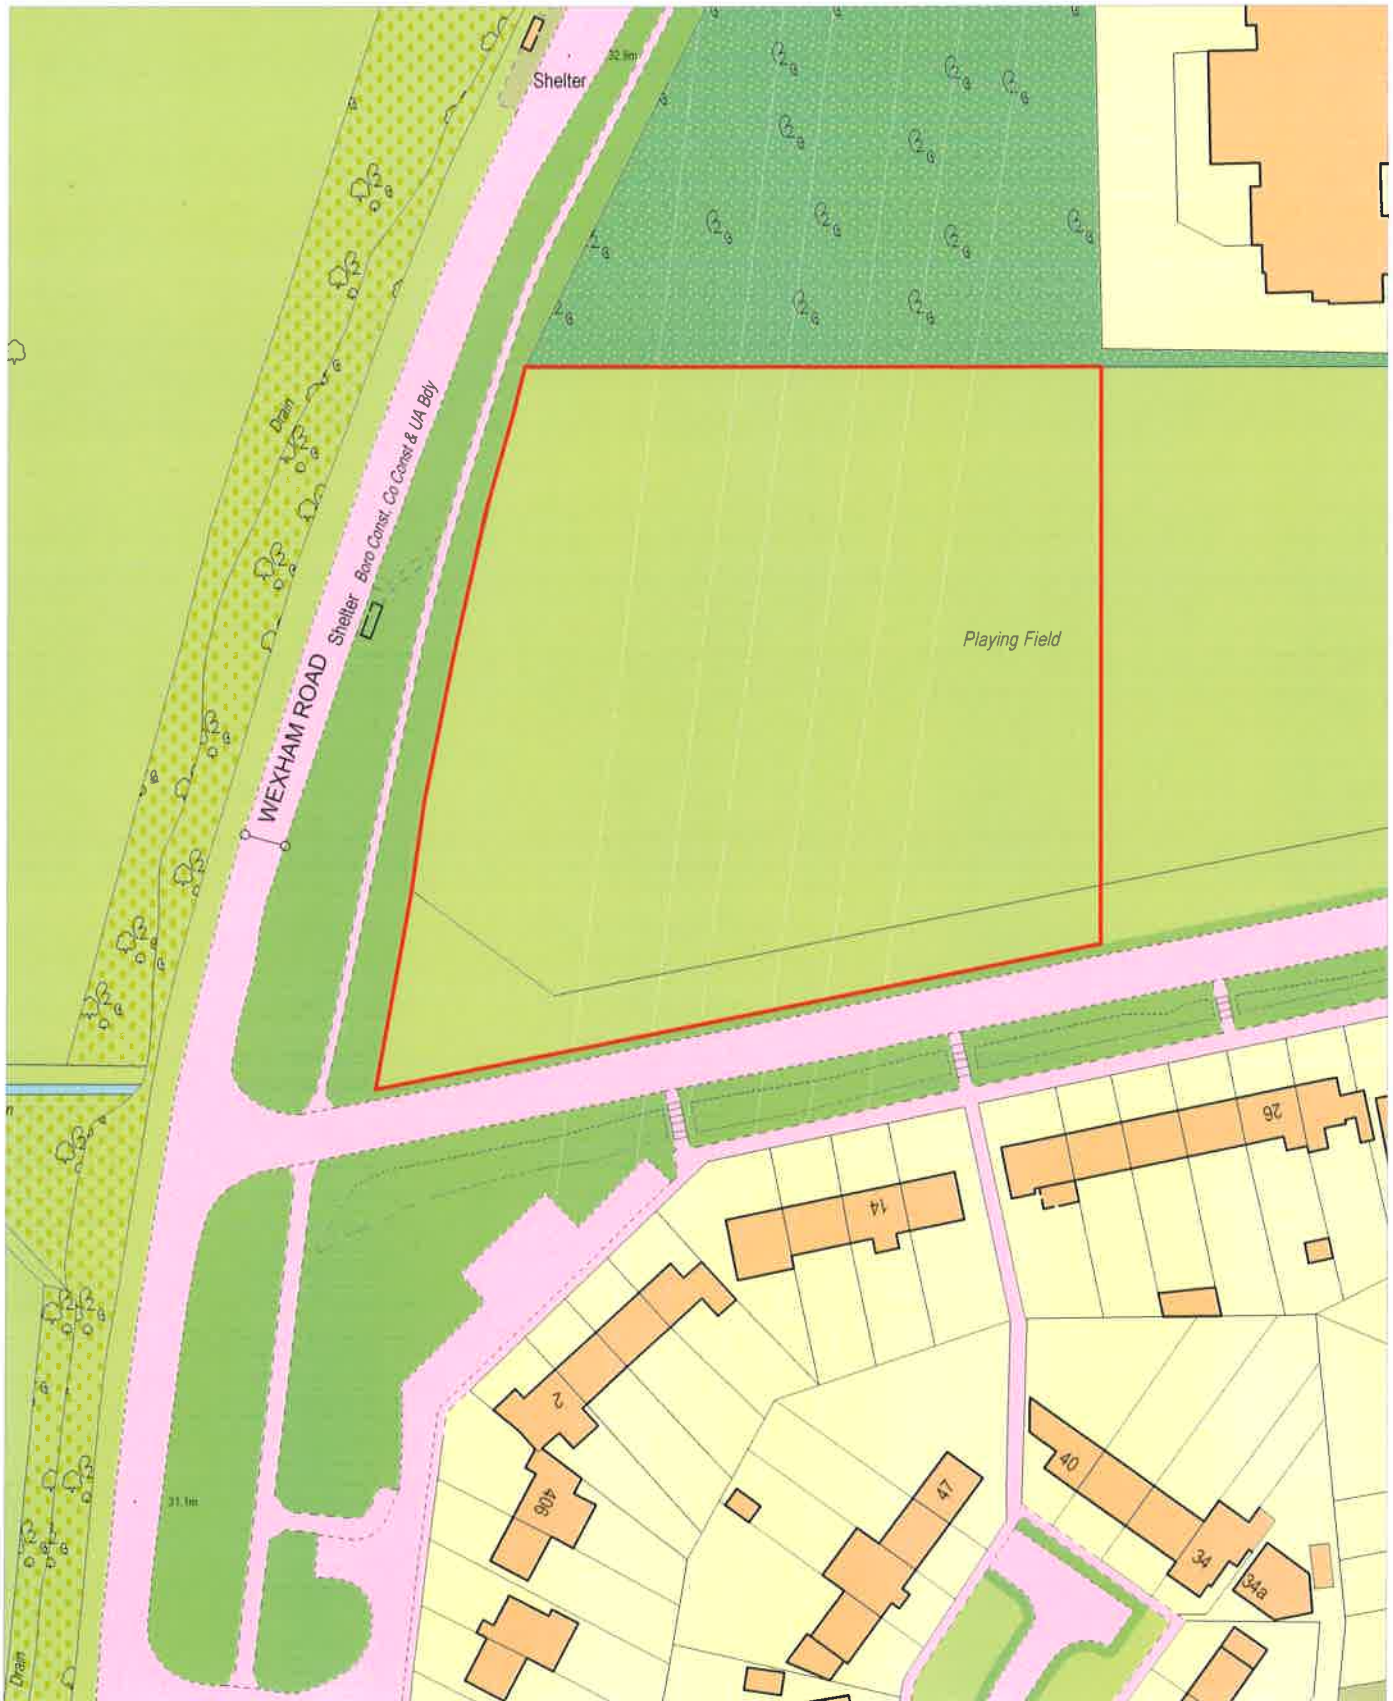 32.9m
Shelter
Drain
Boro Const, Co Const & UA Bdy
Shelter
WEXHAM ROAD
Playing Field
26
14
2
406
47
40
34
34a
31.1m
Drain